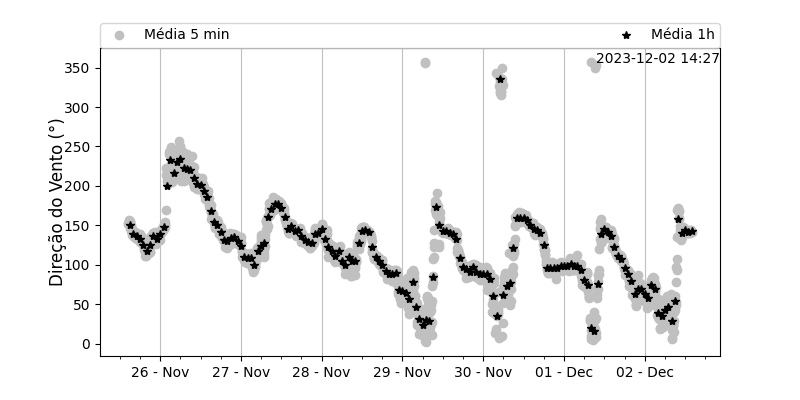 Média 5 min
Média 1h
2023-12-02 14:27
Direção do Vento (°)
350
300
250
200
150
100
50
0
26 - Nov
27 - Nov
28 - Nov
29 - Nov
30 - Nov
01 - Dec
02 - Dec